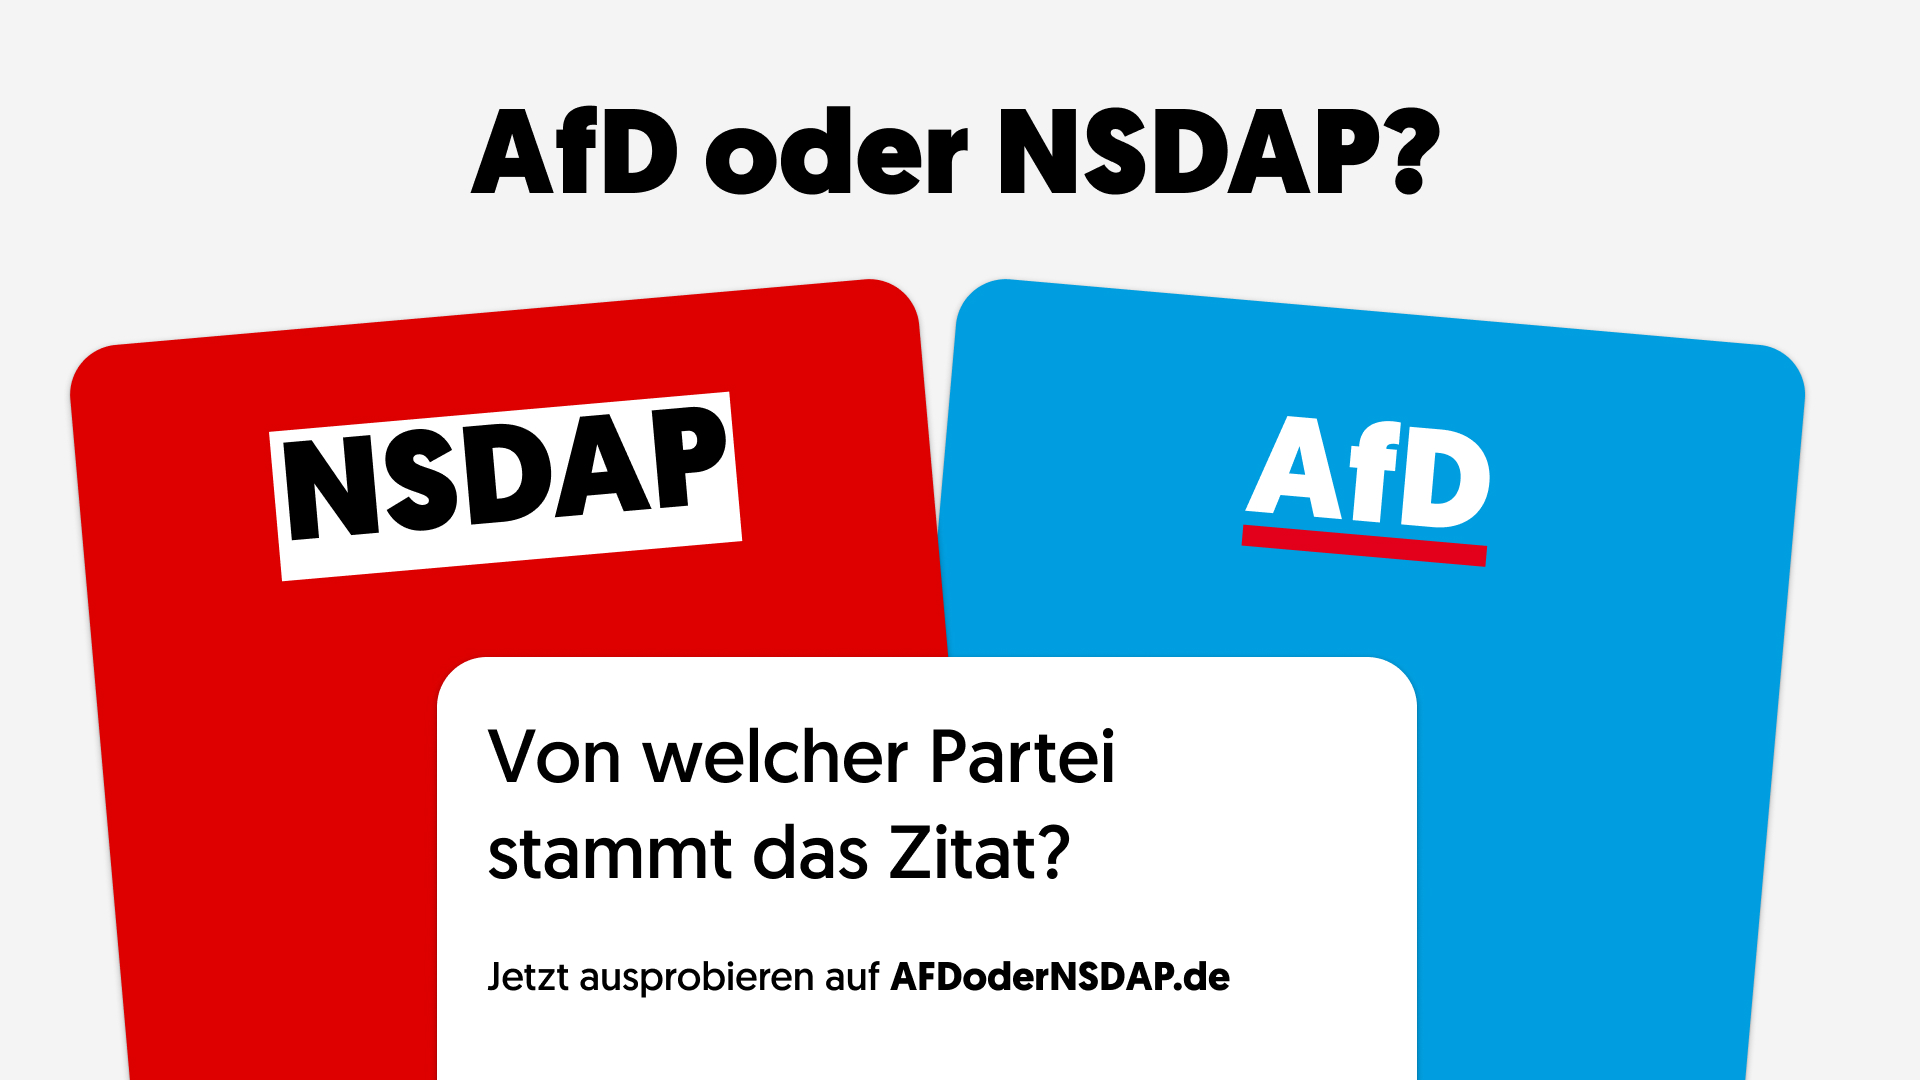 AfD oder NSDAP?
NSDAP
AfD
Von welcher Partei
stammt das Zitat?
Jetzt ausprobieren auf AFDoderNSDAP.de